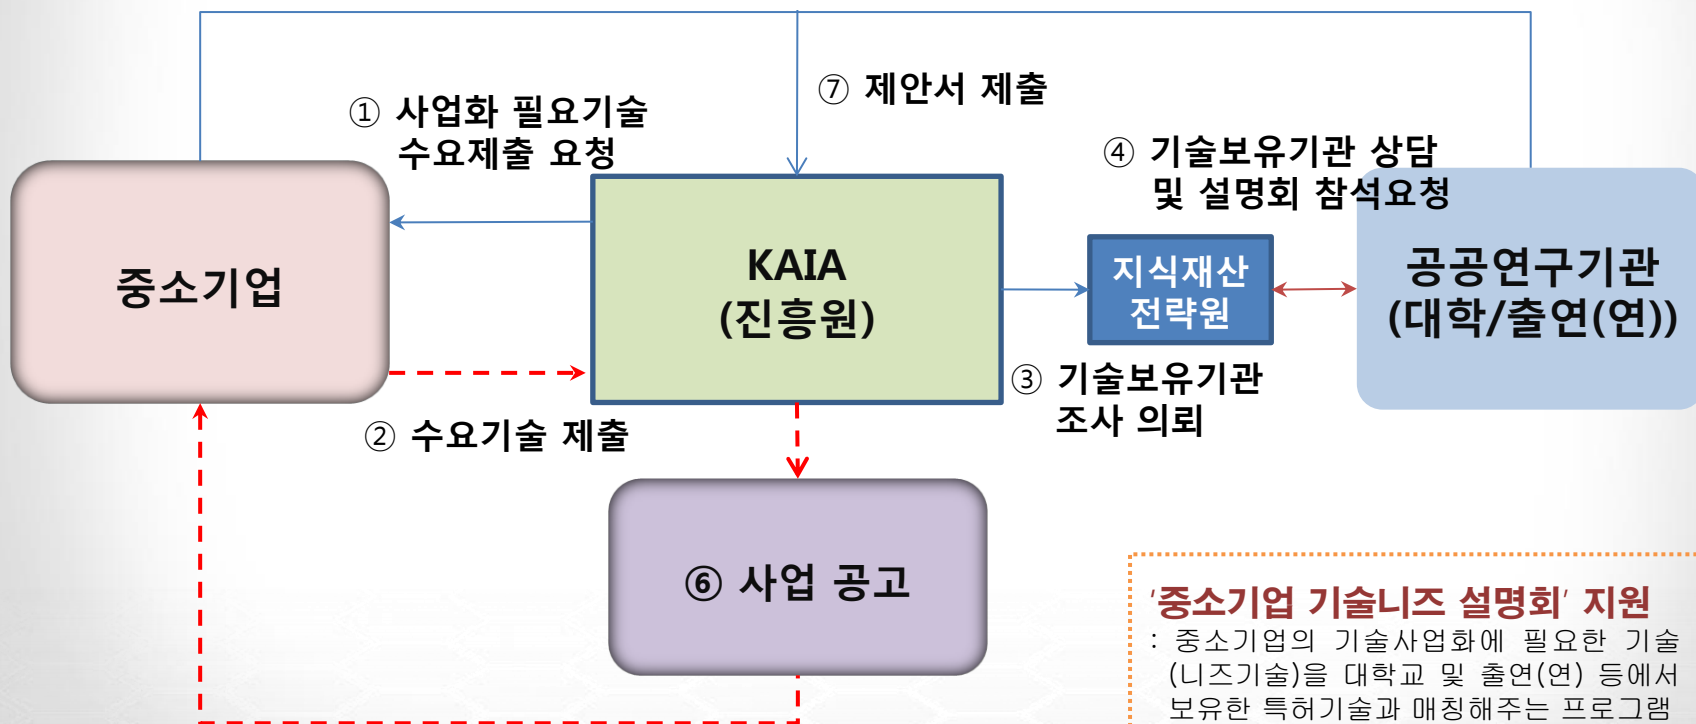 ① 사업화 필요기술
수요제출 요청
⑦ 제안서 제출
④ 기술보유기관 상담
및 설명회 참석요청
중소기업
KAIA
(진흥원)
지식재산
전략원
공공연구기관
(대학/출연(연))
② 수요기술 제출
③ 기술보유기관
조사 의뢰
⑥ 사업 공고
'중소기업 기술니즈 설명회' 지원
: 중소기업의 기술사업화에 필요한 기술
(니즈기술)을 대학교 및 출연(연) 등에서
보유한 특허기술과 매칭해주는 프로그램